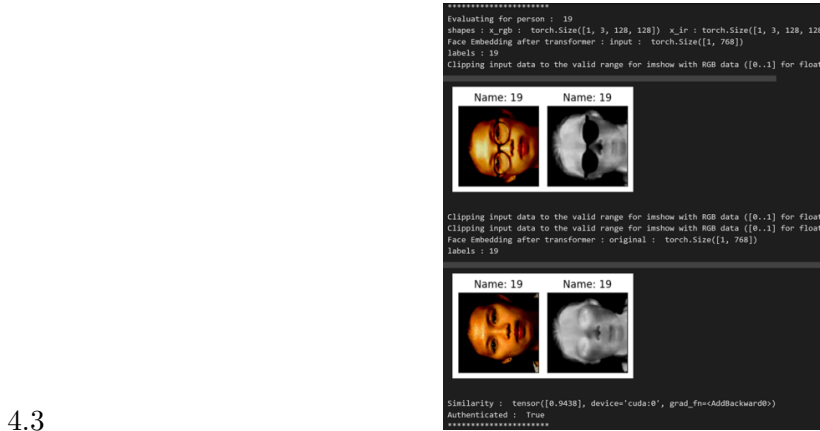 **********************
Evaluating for person :  19
shapes : x_rgb :  torch.Size([1, 3, 128, 128])  x_ir : torch.Size([1, 3, 128, 128
Face Embedding after transformer : input :  torch.Size([1, 768])
labels : 19
Clipping input data to the valid range for imshow with RGB data ([0..1] for float
Name: 19 Name: 19
Clipping input data to the valid range for imshow with RGB data ([0..1] for float
Clipping input data to the valid range for imshow with RGB data ([0..1] for float
Face Embedding after transformer : original :  torch.Size([1, 768])
labels : 19
Name: 19 Name: 19
Similarity :  tensor([0.9438], device='cuda:0', grad_fn=<AddBackward0>)
Authenticated :  True
**********************
4.3